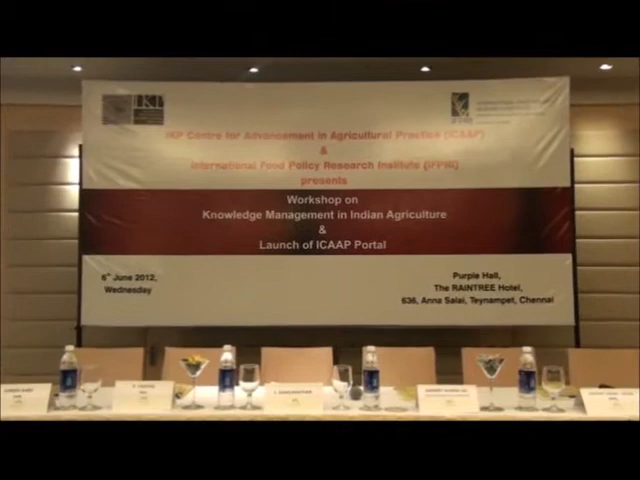 IKP
IFPRI
IKP Centre for Advancement in Agricultural Practice (ICAAP)
&
International Food Policy Research Institute (IFPRI)
presents
Workshop on
Knowledge Management in Indian Agriculture
&
Launch of ICAAP Portal
6th June 2012,
Wednesday
Purple Hall,
The RAINTREE Hotel,
636, Anna Salai, Teynampet, Chennai